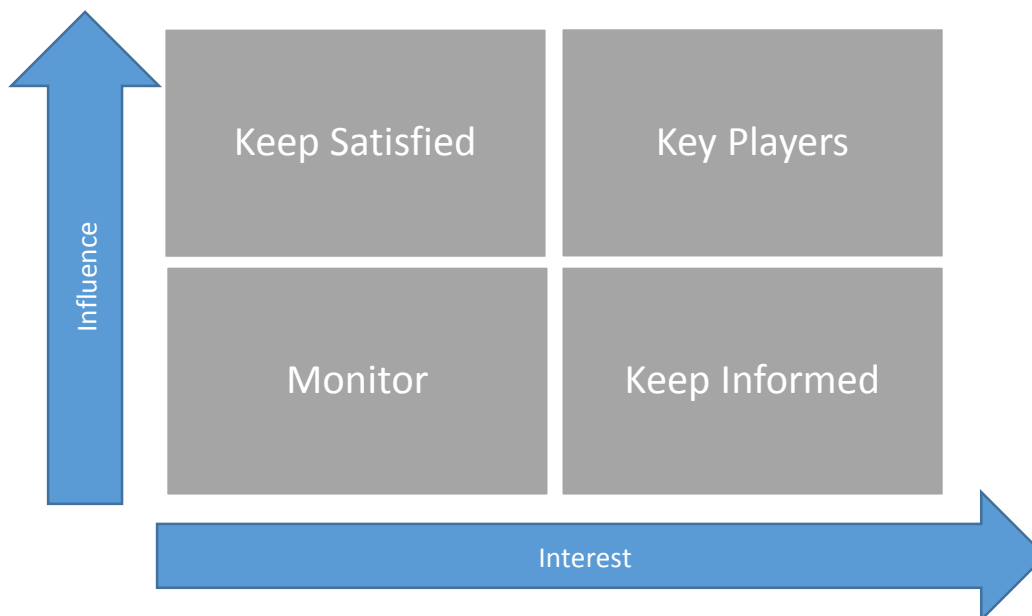 Keep Satisfied
Key Players
Influence
Monitor
Keep Informed
Interest